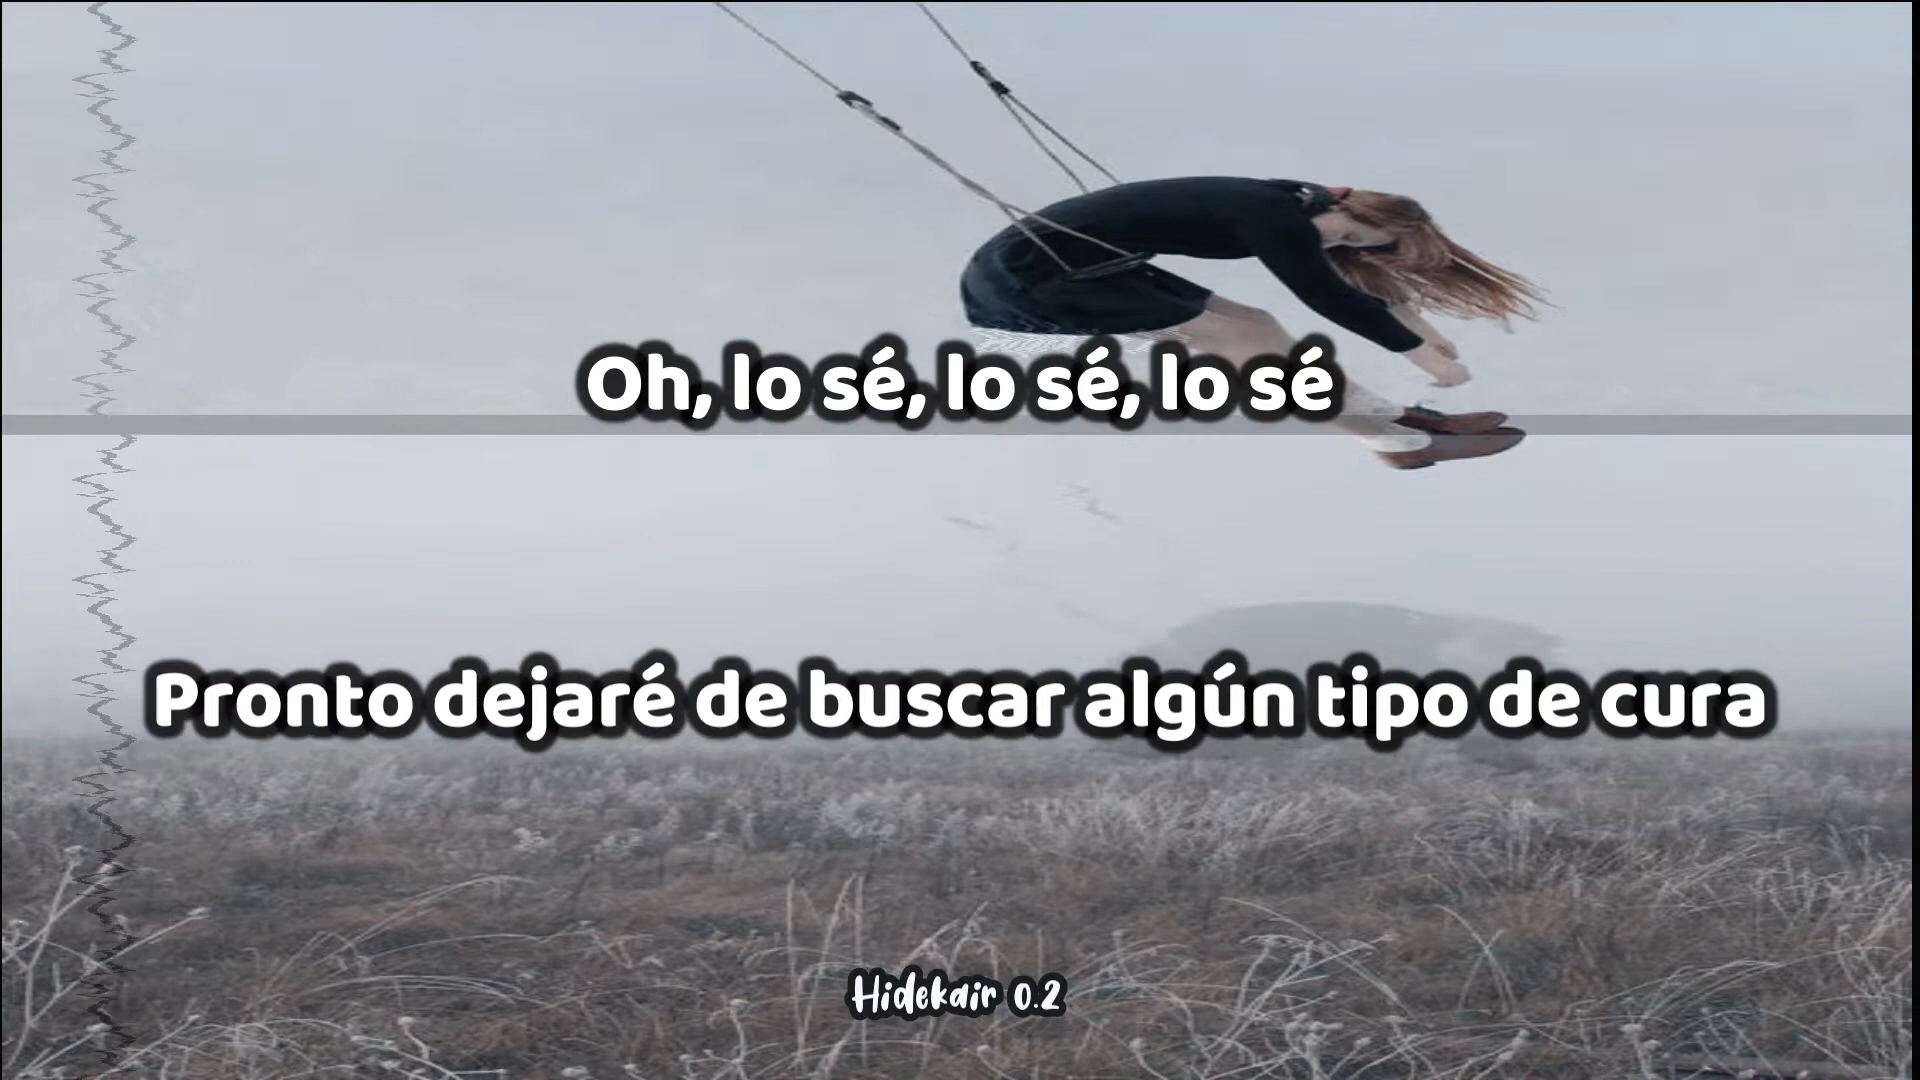 Oh, lo sé, lo sé, lo sé
Pronto dejaré de buscar algún tipo de cura
Hidekair 0.2